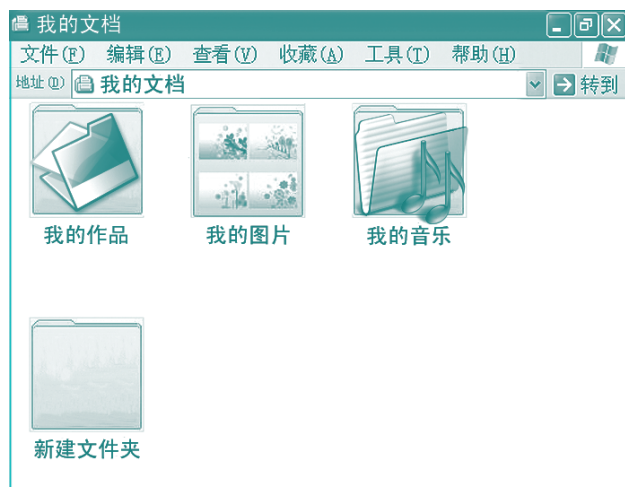 我的文档
文件(F) 编辑(E) 查看(V) 收藏(A) 工具(T) 帮助(H)
地址(D) 我的文档 转到
我的作品 我的图片 我的音乐
新建文件夹